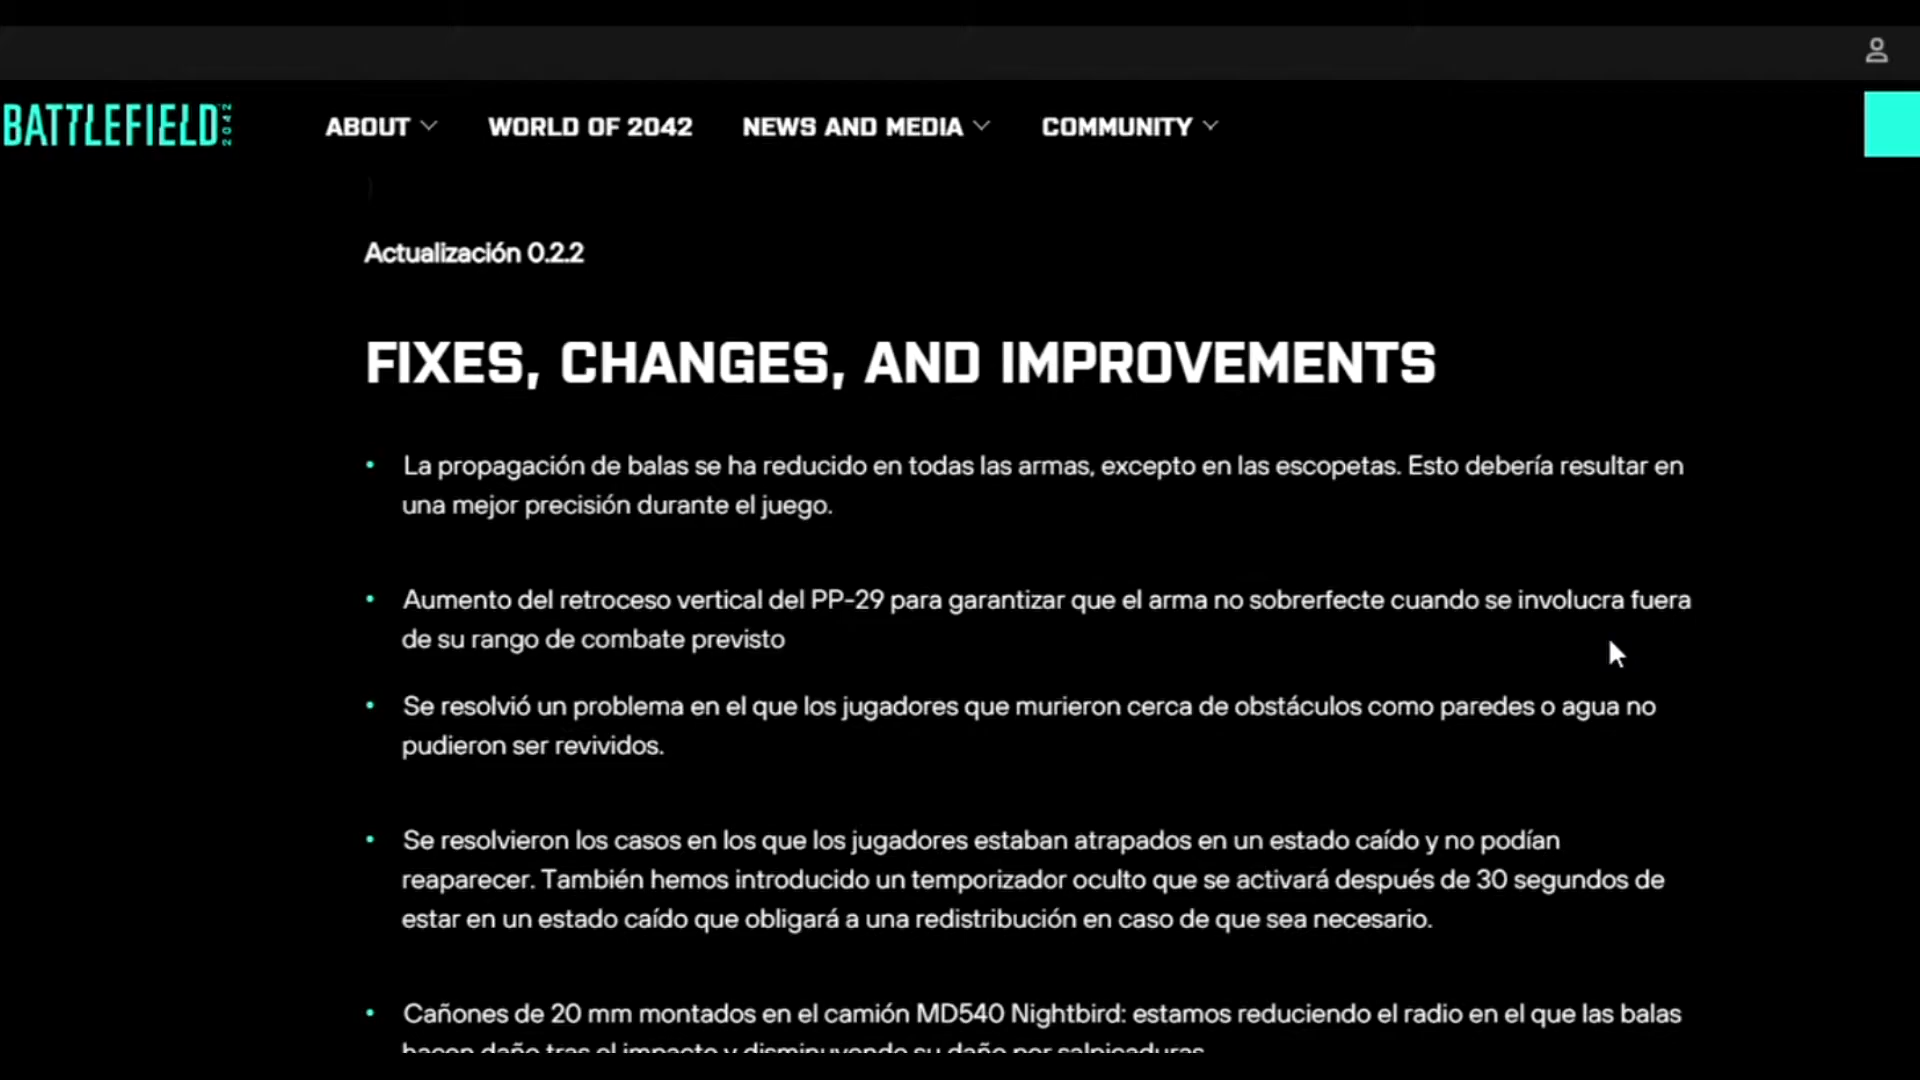 BATTLEFIELD 2042
ABOUT WORLD OF 2042 NEWS AND MEDIA COMMUNITY
Actualización 0.2.2
FIXES, CHANGES, AND IMPROVEMENTS
• La propagación de balas se ha reducido en todas las armas, excepto en las escopetas. Esto debería resultar en
una mejor precisión durante el juego.
• Aumento del retroceso vertical del PP-29 para garantizar que el arma no sobrerfecte cuando se involucra fuera
de su rango de combate previsto
• Se resolvió un problema en el que los jugadores que murieron cerca de obstáculos como paredes o agua no
pudieron ser revividos.
• Se resolvieron los casos en los que los jugadores estaban atrapados en un estado caído y no podían
reaparecer. También hemos introducido un temporizador oculto que se activará después de 30 segundos de
estar en un estado caído que obligará a una redistribución en caso de que sea necesario.
• Cañones de 20 mm montados en el camión MD540 Nightbird: estamos reduciendo el radio en el que las balas
hacen daño tras el impacto y disminuyendo su daño por salpicaduras.